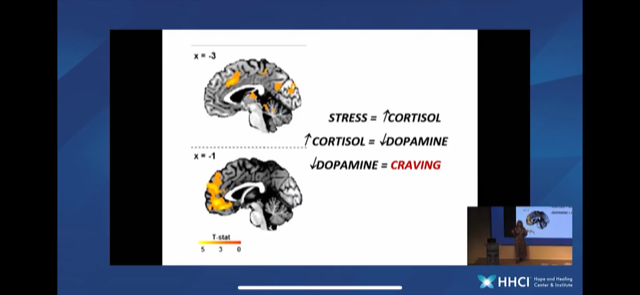 x = -3
STRESS = ↑CORTISOL
↑CORTISOL = ↓DOPAMINE
↓DOPAMINE = CRAVING
x = -1
T-stat
5 3 0
HHCI Hope and Healing
Center & Institute